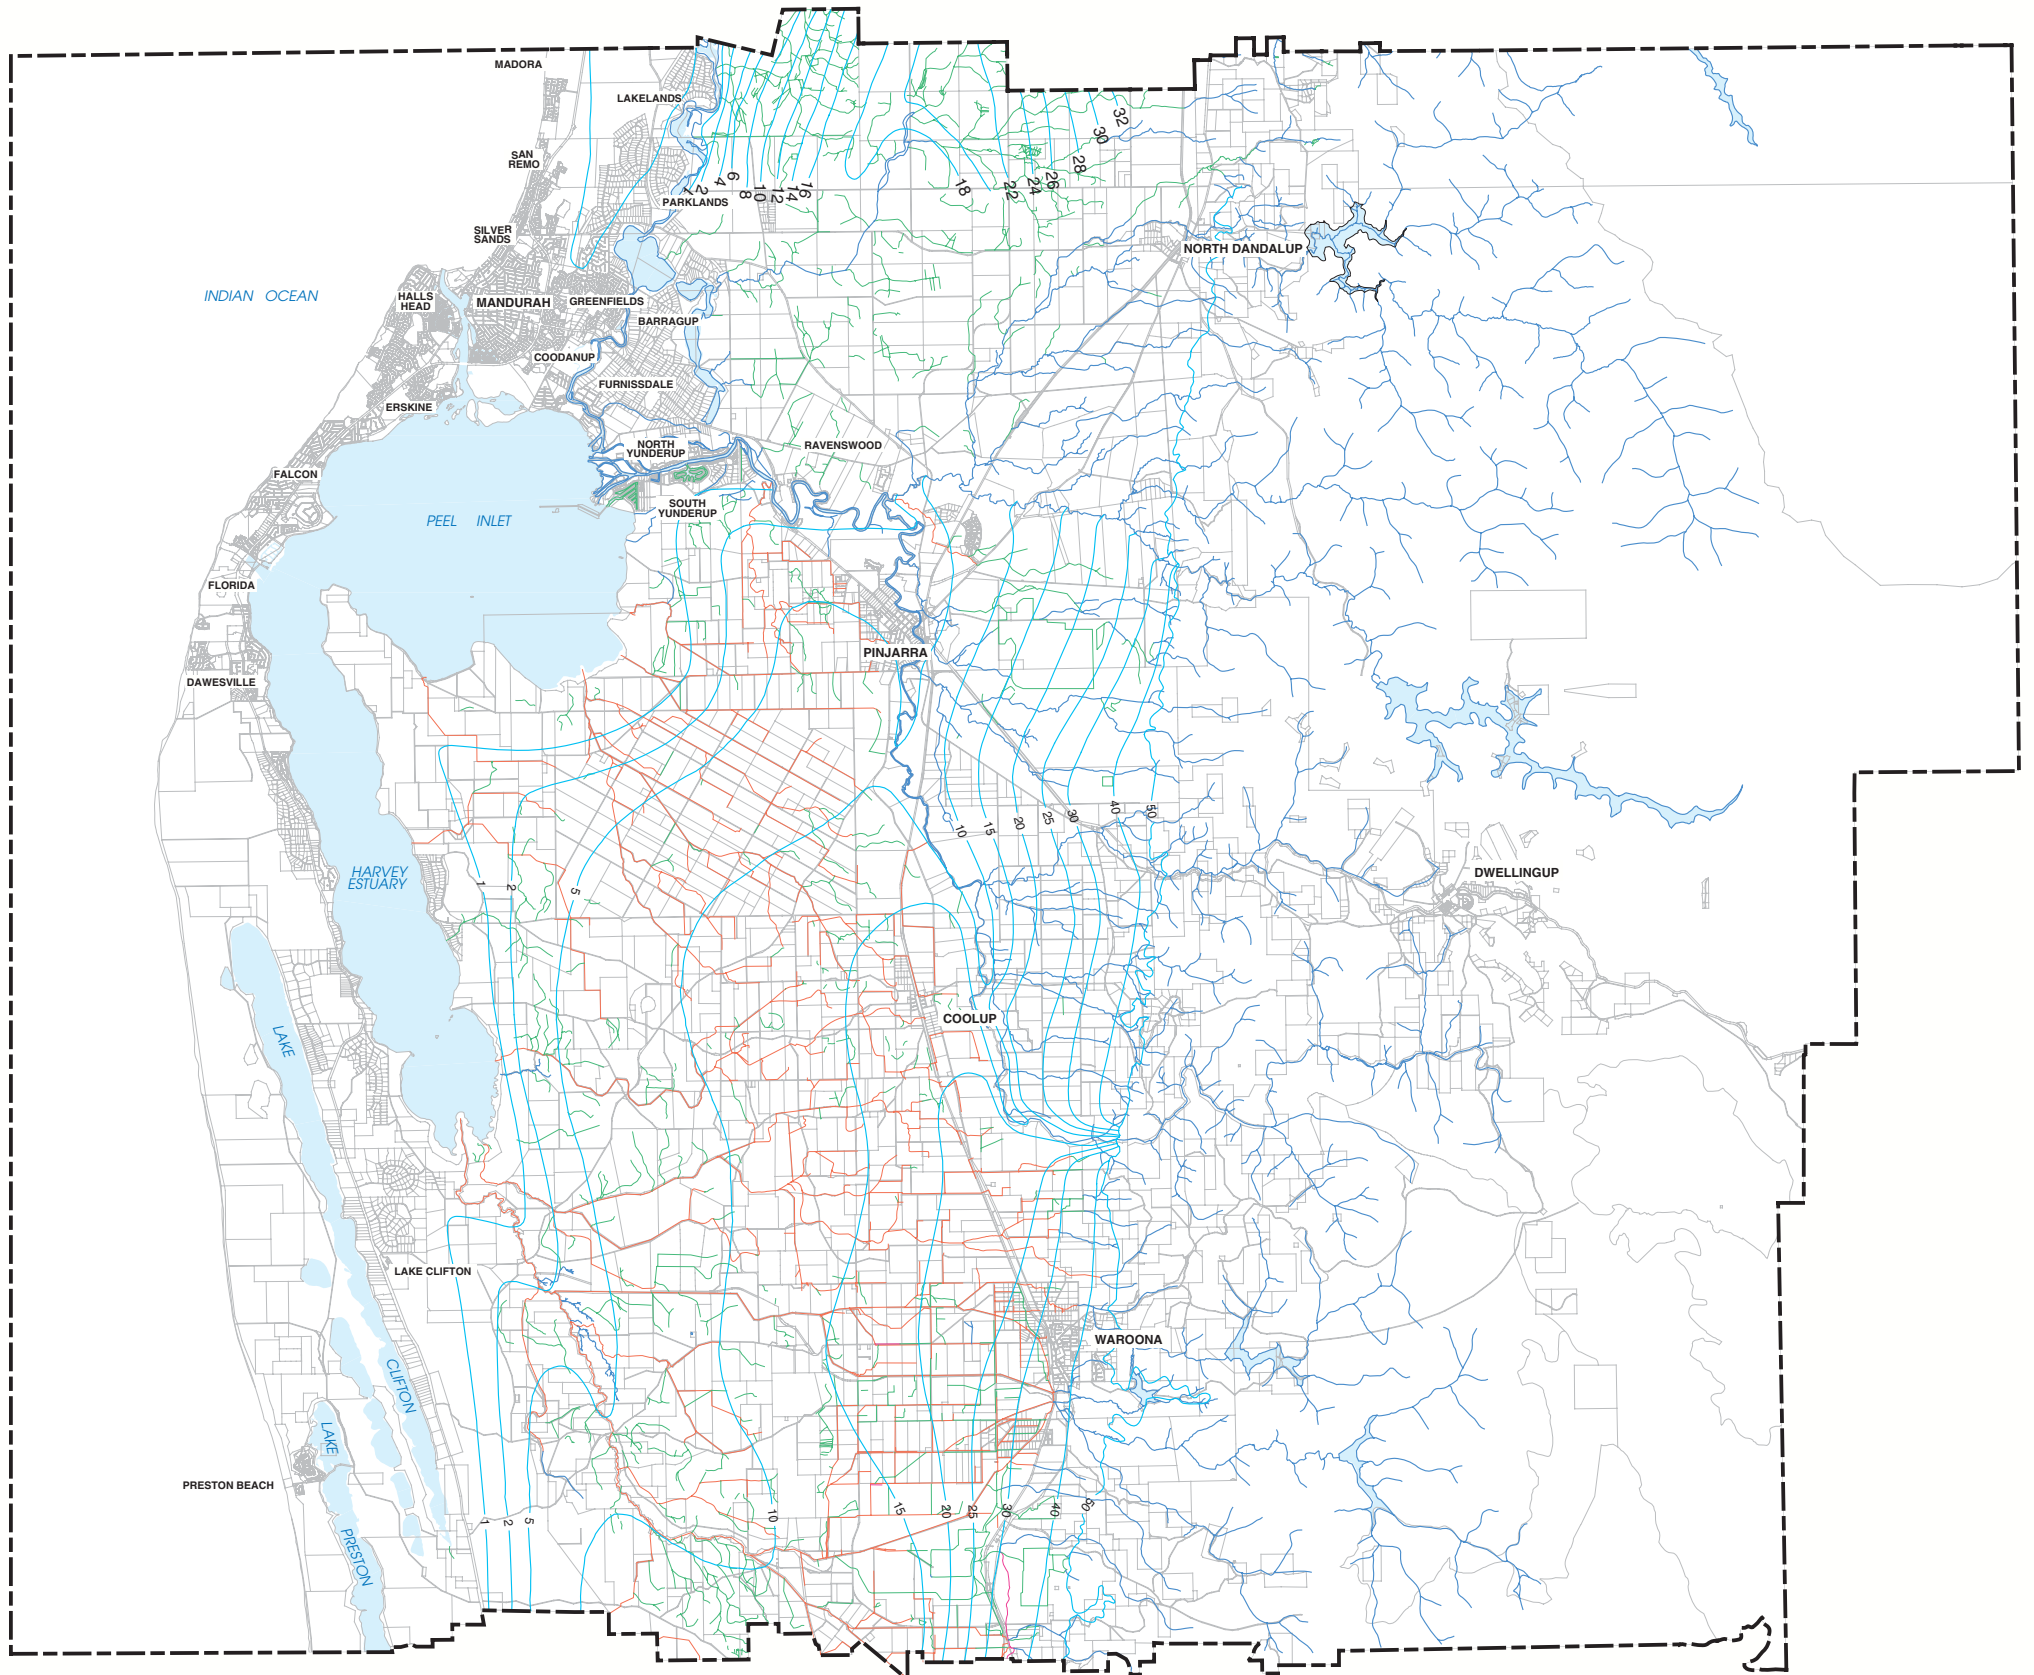 MADORA
LAKELANDS
32
30
SAN
REMO
28
1
2
4
6
8
10
12
14
16
18
22
24
26
PARKLANDS
SILVER
SANDS
NORTH DANDALUP
INDIAN OCEAN
HALLS
HEAD
MANDURAH
GREENFIELDS
BARRAGUP
COODANUP
FURNISSDALE
ERSKINE
NORTH
YUNDERUP
RAVENSWOOD
FALCON
SOUTH
YUNDERUP
PEEL INLET
FLORIDA
PINJARRA
DAWESVILLE
10
15
20
25
30
40
50
HARVEY
ESTUARY
1
2
5
DWELLINGUP
COOLUP
LAKE
LAKE CLIFTON
WAROONA
CLIFTON
LAKE
PRESTON BEACH
1
2
5
10
15
20
25
30
40
50
PRESTON